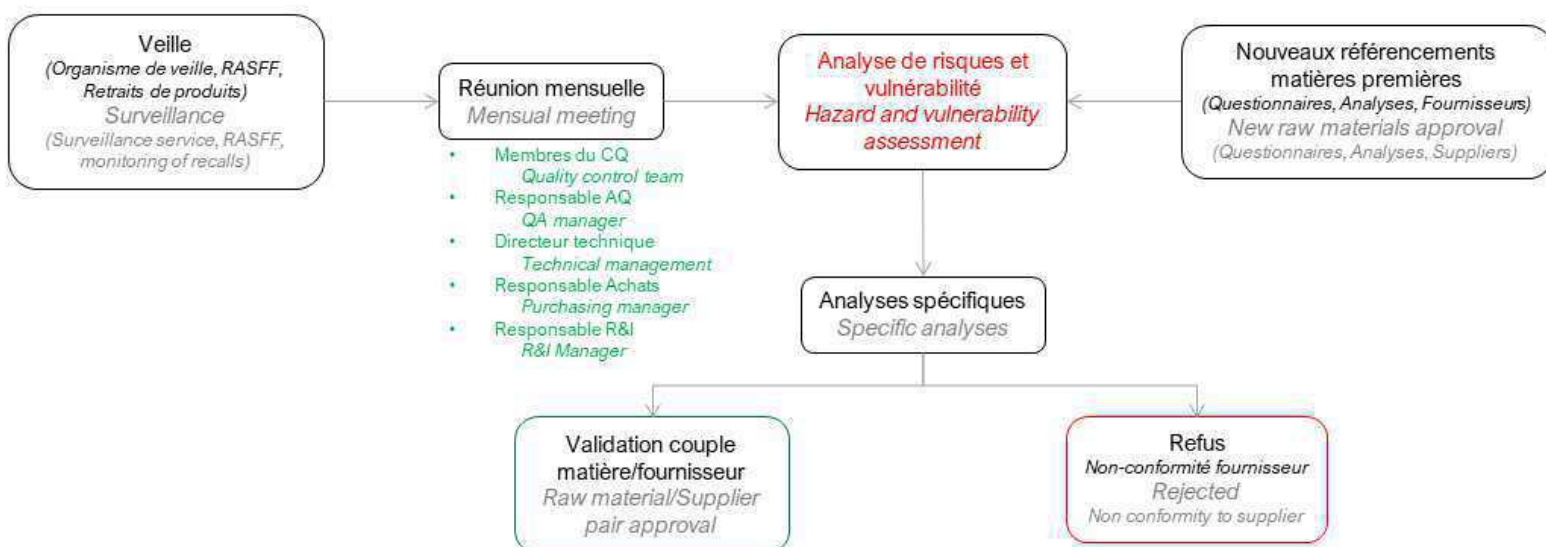 Veille
(Organisme de veille, RASFF,
Retraits de produits)
Surveillance
(Surveillance service, RASFF,
monitoring of recalls)
Réunion mensuelle
Mensual meeting
• Membres du CQ
Quality control team
• Responsable AQ
QA manager
• Directeur technique
Technical management
• Responsable Achats
Purchasing manager
• Responsable R&I
R&I Manager
Analyse de risques et
vulnérabilité
Hazard and vulnerability
assessment
Nouveaux référencements
matières premières
(Questionnaires, Analyses, Fournisseurs)
New raw materials approval
(Questionnaires, Analyses, Suppliers)
Analyses spécifiques
Specific analyses
Validation couple
matière/fournisseur
Raw material/Supplier
pair approval
Refus
Non-conformité fournisseur
Rejected
Non conformity to supplier